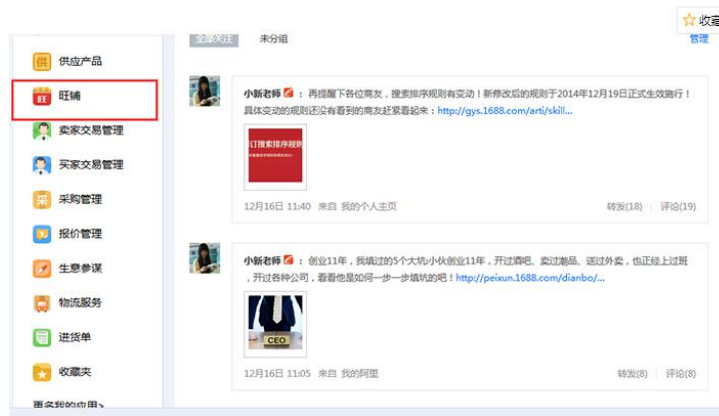 收藏
全部关注
未分组
管理
供应产品
旺铺
卖家交易管理
买家交易管理
采购管理
报价管理
生意参谋
物流服务
进货单
收藏夹
更多我的应用>
小新老师 : 再提醒下各位商友，搜索排序规则有变动！新修改后的规则于2014年12月19日正式生效施行！
具体变动的规则还没有看到的商友赶紧看起来：http://gys.1688.com/arti/skill...
订搜索排序规则
12月16日 11:40 来自 我的个人主页
转发(18) | 评论(19)
小新老师 : 创业11年，我填过的5个大坑:小伙创业11年，开过酒吧、卖过潮品、送过外卖，也正经上过班
，开过各种公司，看看他是如何一步一步填坑的吧！http://peixun.1688.com/dianbo/...
CEO
12月16日 11:05 来自 我的阿里
转发(8) | 评论(8)